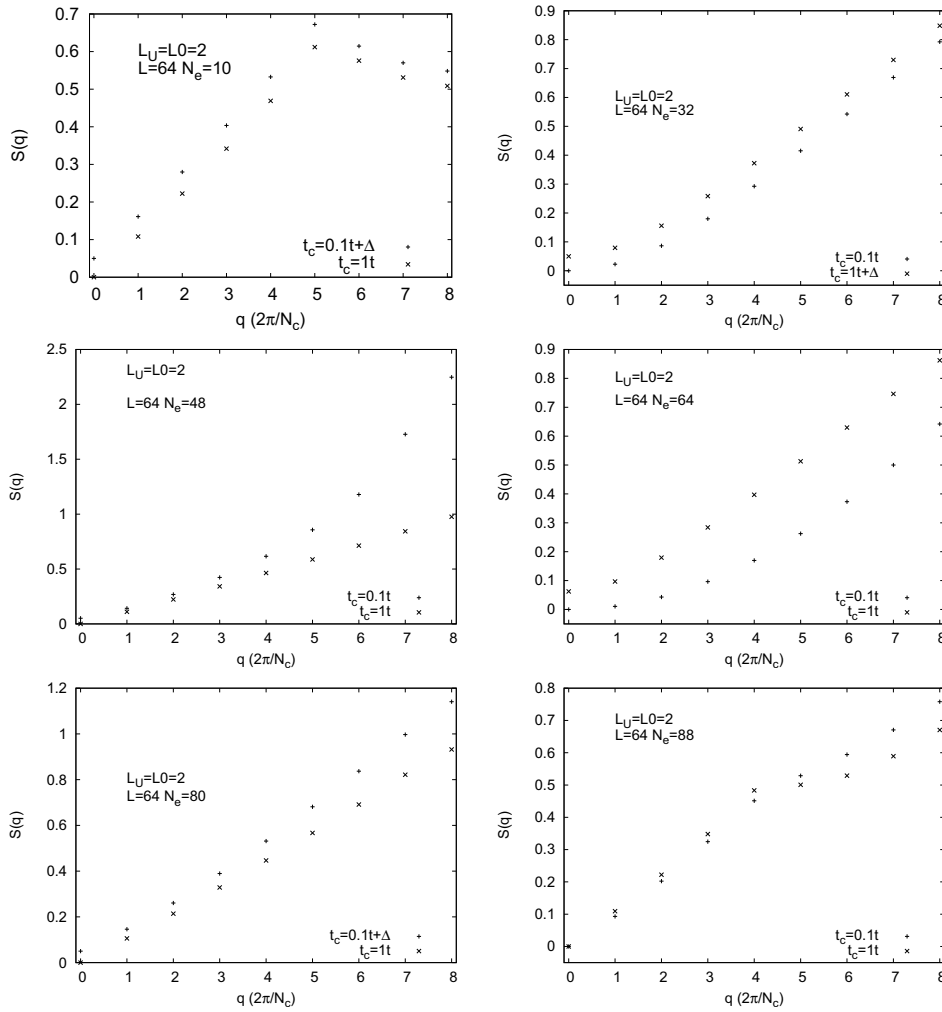 0.7
0.6
0.5
0.4
0.3
0.2
0.1
0
S(q)
L_U=L0=2
L=64 N_e=10
t_c=0.1t+Δ
t_c=1t
0 1 2 3 4 5 6 7 8
q (2π/N_c)
0.9
0.8
0.7
0.6
0.5
0.4
0.3
0.2
0.1
0
S(q)
L_U=L0=2
L=64 N_e=32
t_c=0.1t
t_c=1t+Δ
0 1 2 3 4 5 6 7 8
q (2π/N_c)
2.5
2
1.5
1
0.5
0
S(q)
L_U=L0=2
L=64 N_e=48
t_c=0.1t
t_c=1t
0 1 2 3 4 5 6 7 8
q (2π/N_c)
0.9
0.8
0.7
0.6
0.5
0.4
0.3
0.2
0.1
0
S(q)
L_U=L0=2
L=64 N_e=64
t_c=0.1t
t_c=1t
0 1 2 3 4 5 6 7 8
q (2π/N_c)
1.2
1
0.8
0.6
0.4
0.2
0
S(q)
L_U=L0=2
L=64 N_e=80
t_c=0.1t+Δ
t_c=1t
0 1 2 3 4 5 6 7 8
q (2π/N_c)
0.8
0.7
0.6
0.5
0.4
0.3
0.2
0.1
0
S(q)
L_U=L0=2
L=64 N_e=88
t_c=0.1t
t_c=1t
0 1 2 3 4 5 6 7 8
q (2π/N_c)